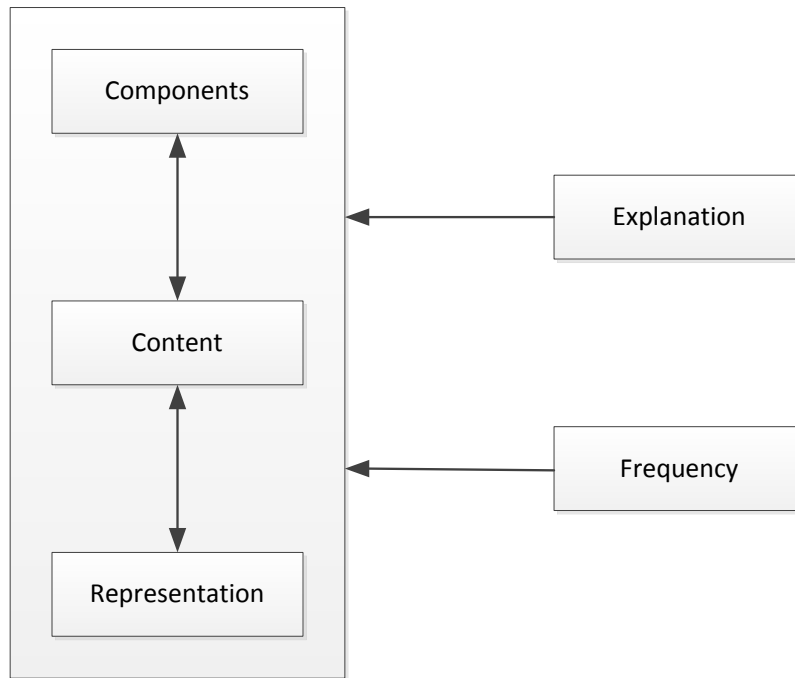 Components
Explanation
Content
Frequency
Representation